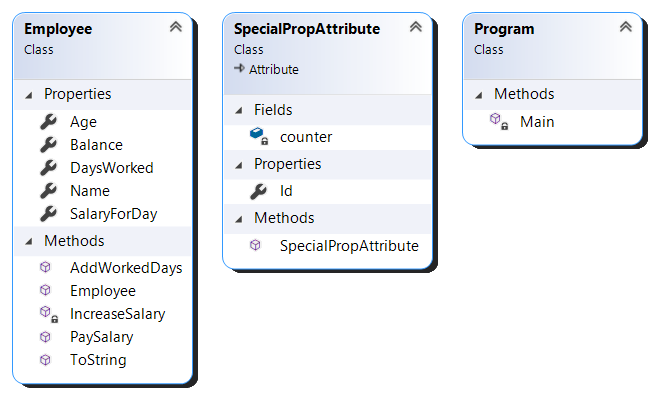 Employee
Class
Properties
Age
Balance
DaysWorked
Name
SalaryForDay
Methods
AddWorkedDays
Employee
IncreaseSalary
PaySalary
ToString
SpecialPropAttribute
Class
Attribute
Fields
counter
Properties
Id
Methods
SpecialPropAttribute
Program
Class
Methods
Main